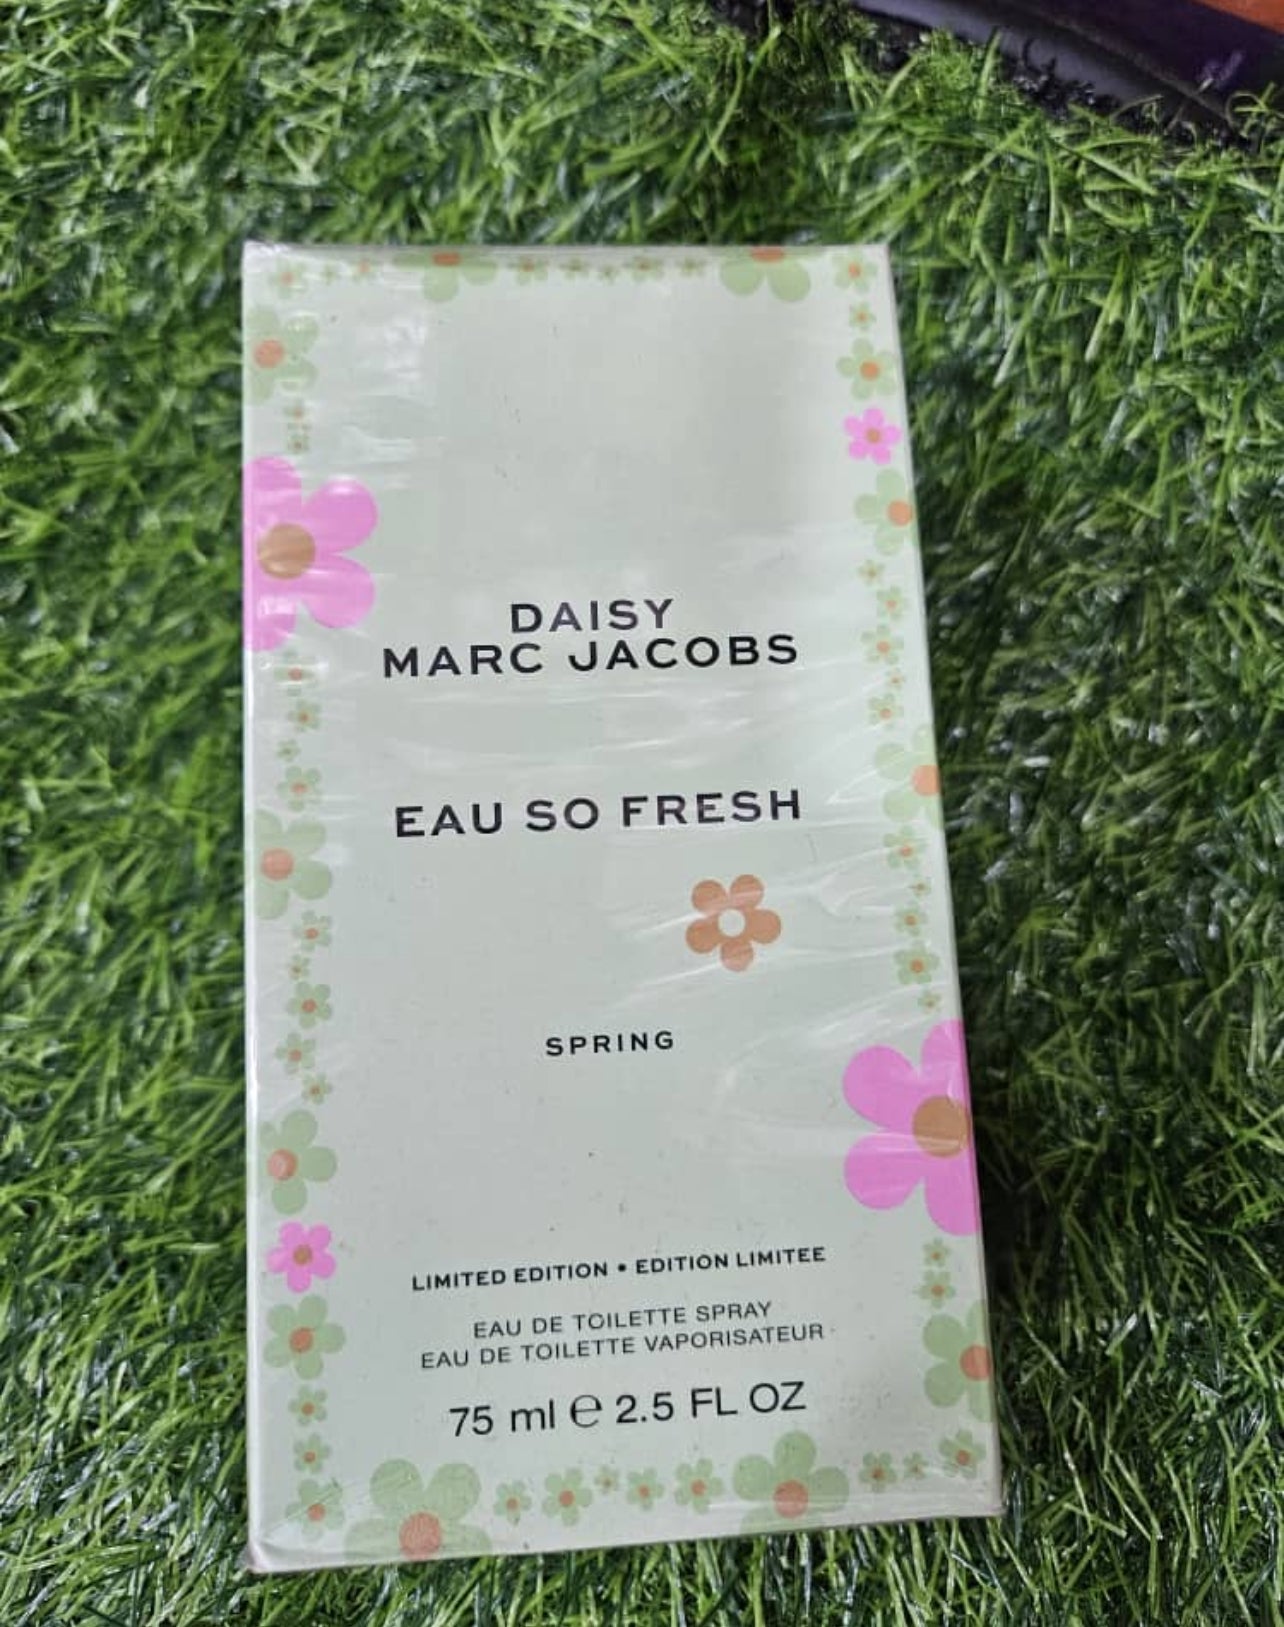 DAISY
MARC JACOBS
EAU SO FRESH
SPRING
LIMITED EDITION • EDITION LIMITEE
EAU DE TOILETTE SPRAY
EAU DE TOILETTE VAPORISATEUR
75 ml ℮ 2.5 FL OZ